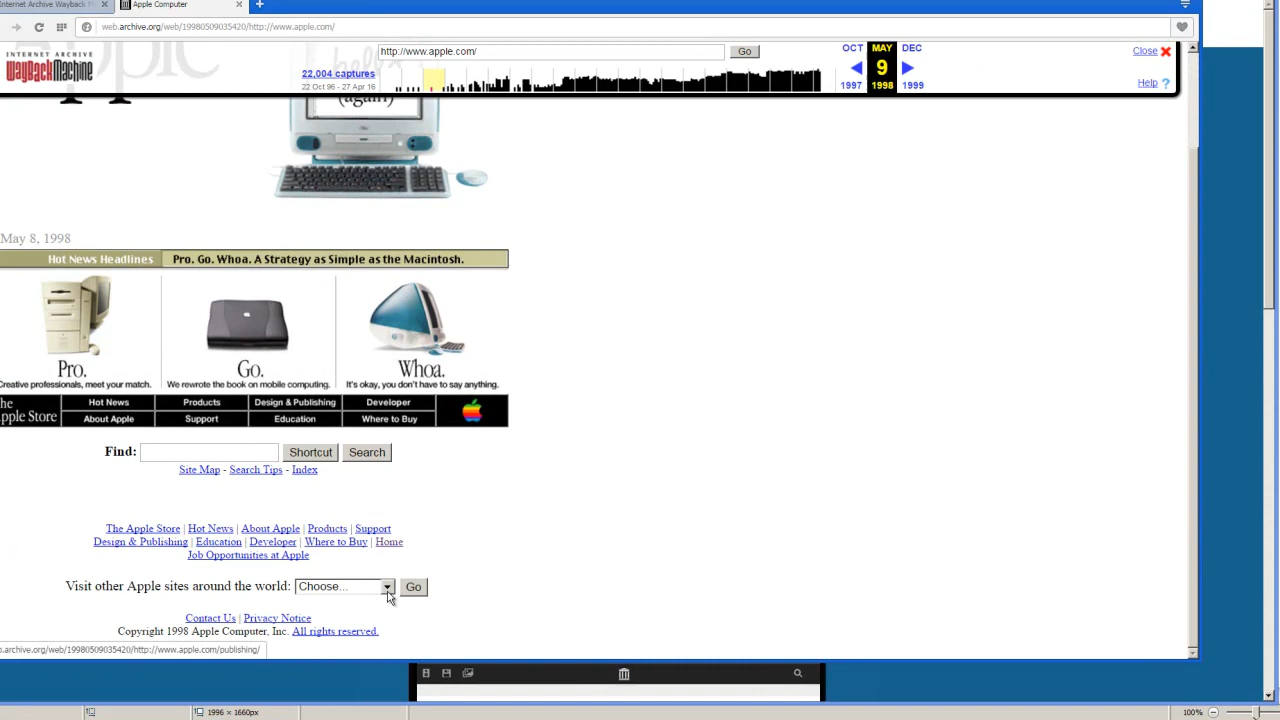 Internet Archive Wayback M
Apple Computer
web.archive.org/web/19980509035420/http://www.apple.com/
INTERNET ARCHIVE
WayBackMachine
http://www.apple.com/
Go
22,004 captures
22 Oct 96 - 27 Apr 16
OCT MAY DEC
9
1997 1998 1999
Close
Help ?
hello
(again)
May 8, 1998
Hot News Headlines
Pro. Go. Whoa. A Strategy as Simple as the Macintosh.
Pro.
Creative professionals, meet your match.
Go.
We rewrote the book on mobile computing.
Whoa.
It's okay, you don't have to say anything.
The
Apple Store
Hot News Products Design & Publishing Developer
About Apple Support Education Where to Buy
Find: Shortcut Search
Site Map - Search Tips - Index
The Apple Store | Hot News | About Apple | Products | Support
Design & Publishing | Education | Developer | Where to Buy | Home
Job Opportunities at Apple
Visit other Apple sites around the world: Choose... Go
Contact Us | Privacy Notice
Copyright 1998 Apple Computer, Inc. All rights reserved.
b.archive.org/web/19980509035420/http://www.apple.com/publishing/
1996 × 1660px
100%